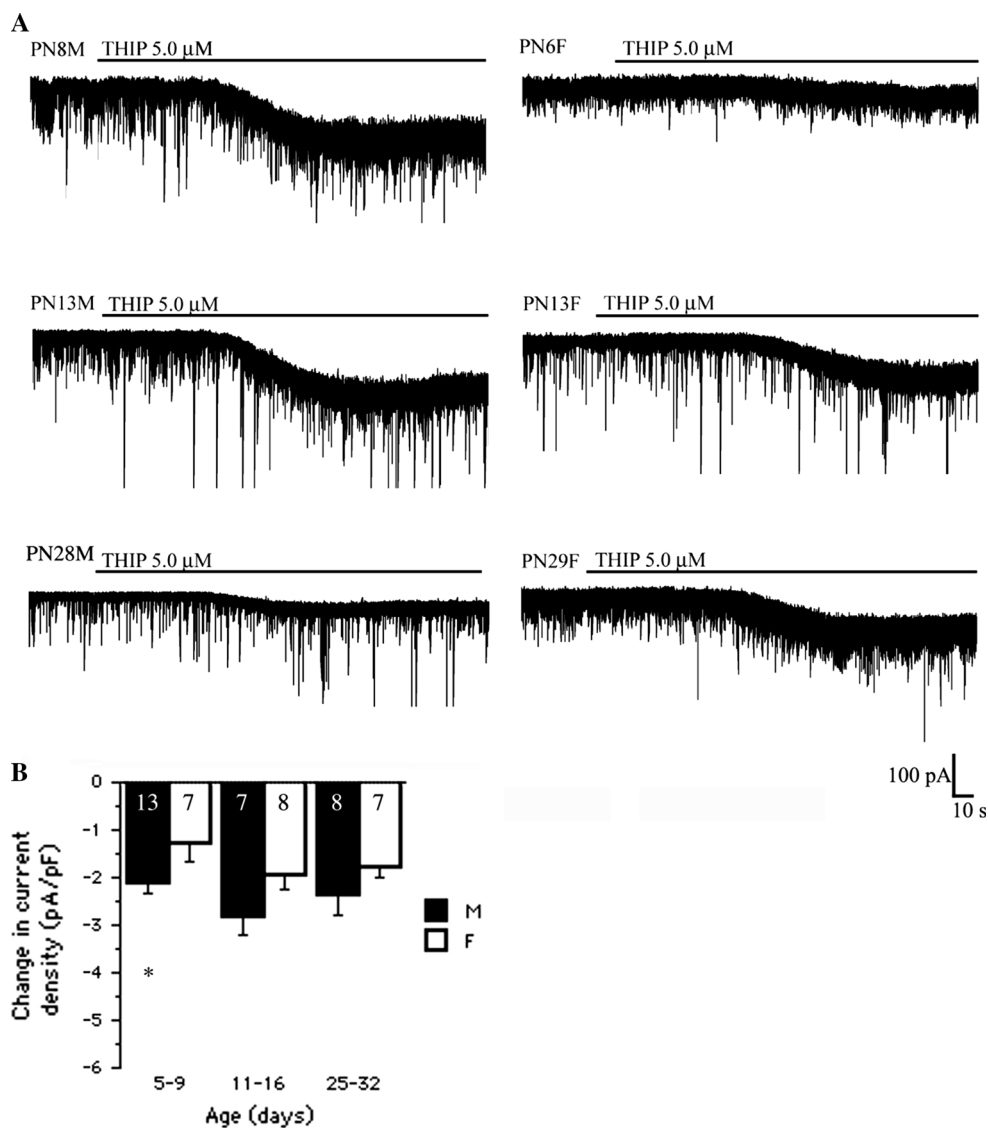 A
PN8M THIP 5.0 µM
PN6F THIP 5.0 µM
PN13M THIP 5.0 µM
PN13F THIP 5.0 µM
PN28M THIP 5.0 µM
PN29F THIP 5.0 µM
100 pA
10 s
B
Change in current
density (pA/pF)
0
-1
-2
-3
-4
-5
-6
13 7 7 8 8 7
*
M
F
5-9 11-16 25-32
Age (days)